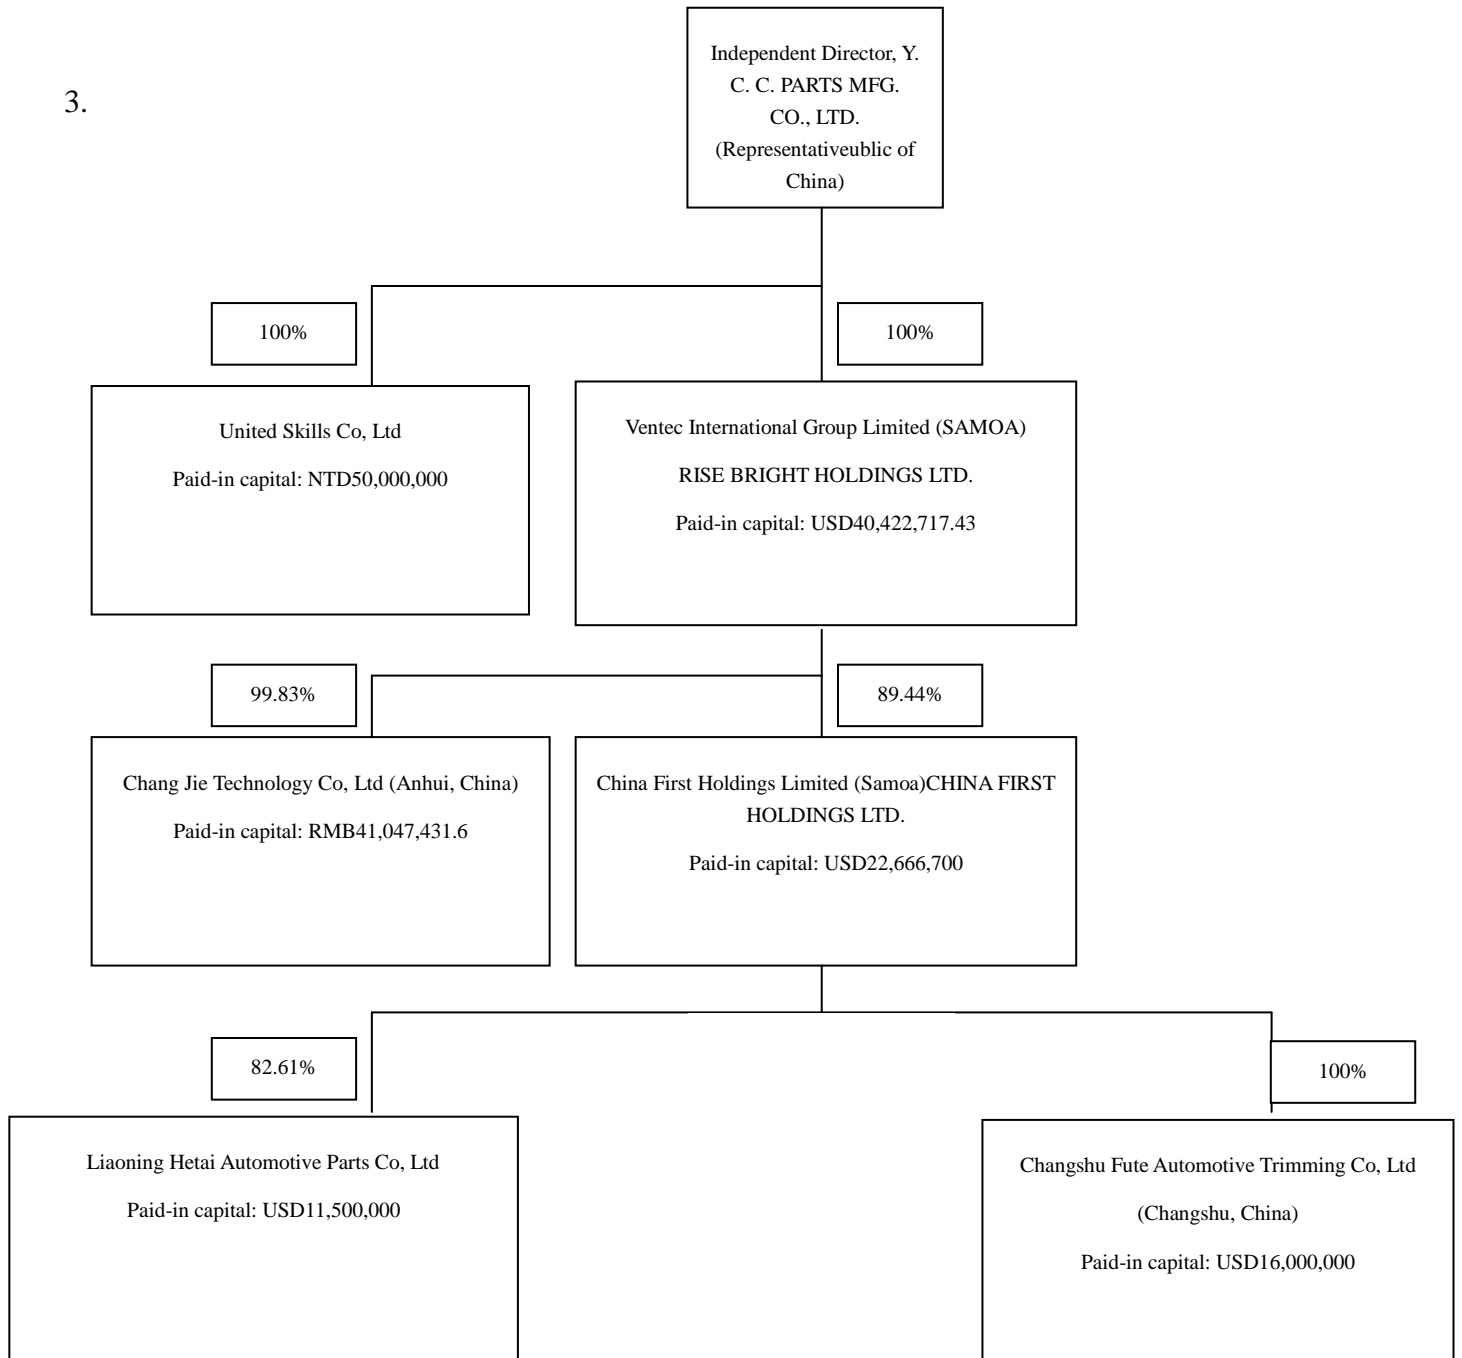 3.
Independent Director, Y.
C. C. PARTS MFG.
CO., LTD.
(Representativeublic of
China)
100%
100%
United Skills Co, Ltd
Paid-in capital: NTD50,000,000
Ventec International Group Limited (SAMOA)
RISE BRIGHT HOLDINGS LTD.
Paid-in capital: USD40,422,717.43
99.83%
89.44%
Chang Jie Technology Co, Ltd (Anhui, China)
Paid-in capital: RMB41,047,431.6
China First Holdings Limited (Samoa)CHINA FIRST
HOLDINGS LTD.
Paid-in capital: USD22,666,700
82.61%
100%
Liaoning Hetai Automotive Parts Co, Ltd
Paid-in capital: USD11,500,000
Changshu Fute Automotive Trimming Co, Ltd
(Changshu, China)
Paid-in capital: USD16,000,000